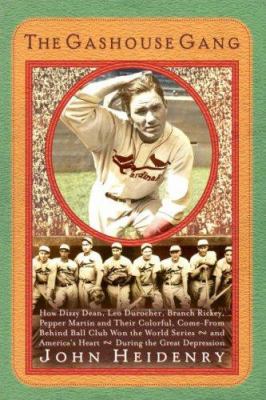 THE GASHOUSE GANG
Cardinals
How Dizzy Dean, Leo Durocher, Branch Rickey,
Pepper Martin and Their Colorful, Come-From
Behind Ball Club Won the World Series ~ and
America's Heart ~ During the Great Depression
JOHN HEIDENRY